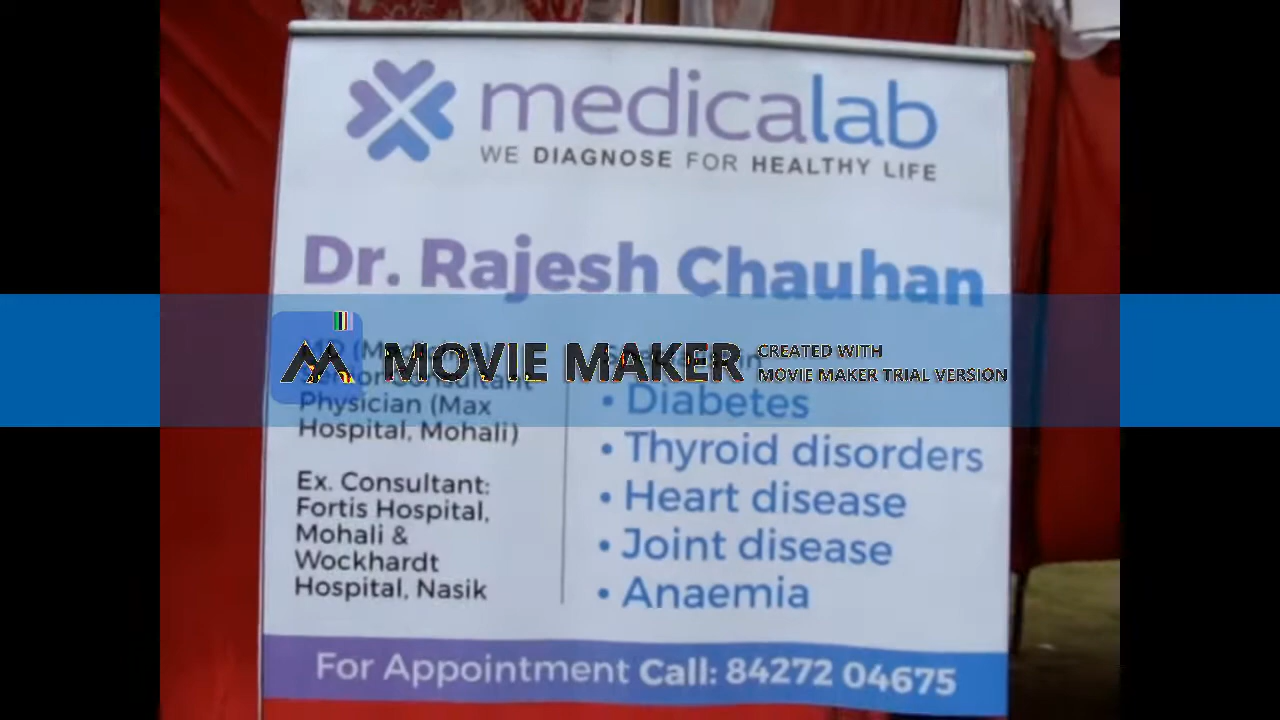 medicalab
WE DIAGNOSE FOR HEALTHY LIFE
Dr. Rajesh Chauhan
MOVIE MAKER
CREATED WITH
MOVIE MAKER TRIAL VERSION
Consultant
Physician (Max
Hospital, Mohali)
Ex. Consultant:
Fortis Hospital,
Mohali &
Wockhardt
Hospital, Nasik
• Diabetes
• Thyroid disorders
• Heart disease
• Joint disease
• Anaemia
For Appointment Call: 84272 04675